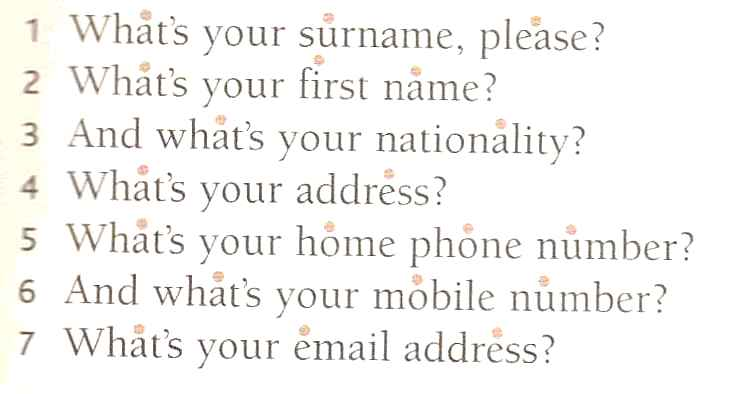 1 What's your surname, please?
2 What's your first name?
3 And what's your nationality?
4 What's your address?
5 What's your home phone number?
6 And what's your mobile number?
7 What's your email address?